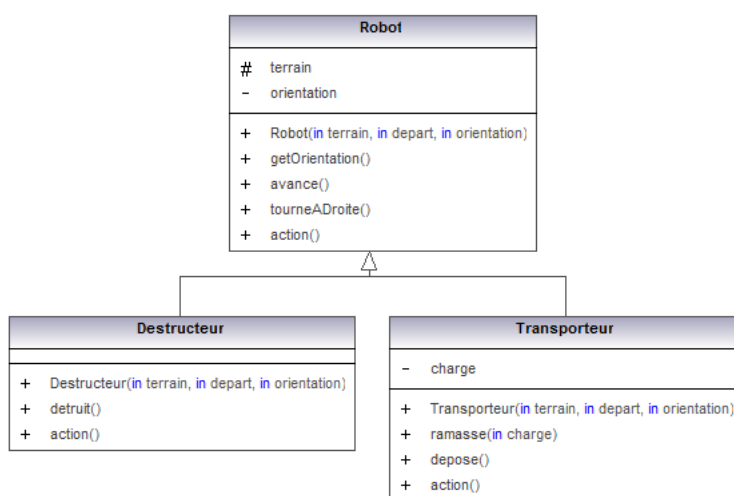 Robot
# terrain
- orientation
+ Robot(in terrain, in depart, in orientation)
+ getOrientation()
+ avance()
+ tourneADroite()
+ action()
Destructeur
+ Destructeur(in terrain, in depart, in orientation)
+ detruit()
+ action()
Transporteur
- charge
+ Transporteur(in terrain, in depart, in orientation)
+ ramasse(in charge)
+ depose()
+ action()